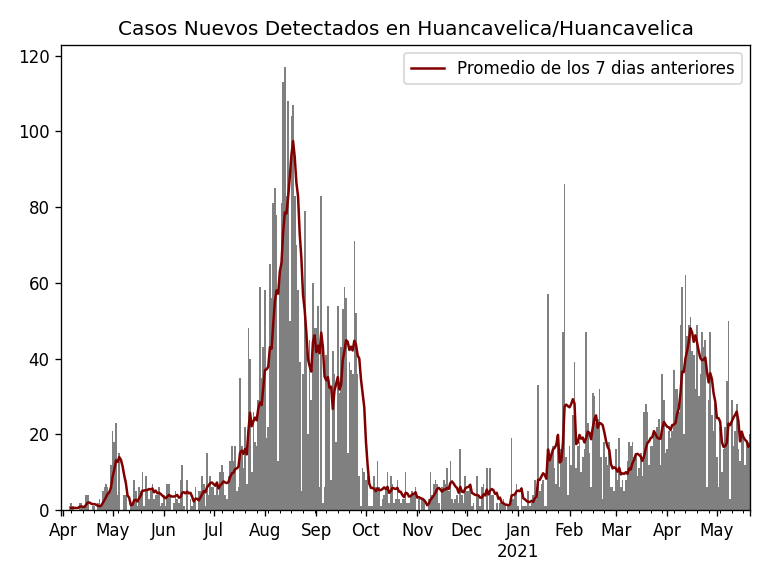 Casos Nuevos Detectados en Huancavelica/Huancavelica
Promedio de los 7 dias anteriores
120
100
80
60
40
20
0
Apr May Jun Jul Aug Sep Oct Nov Dec Jan Feb Mar Apr May
2021